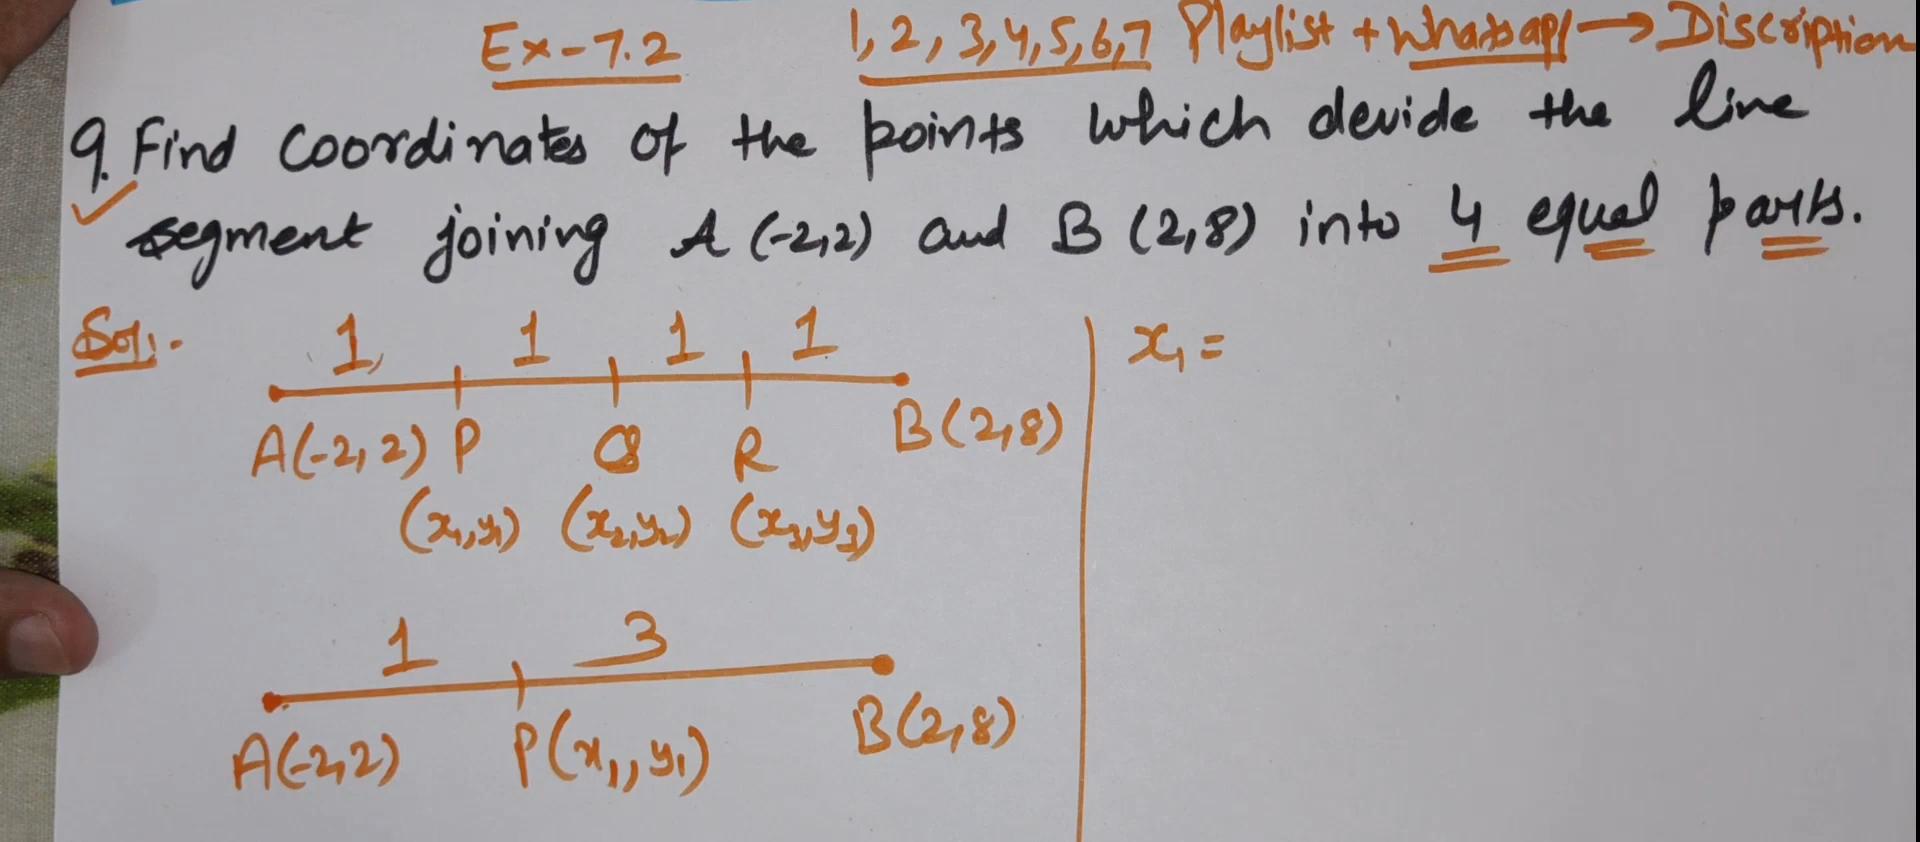 Ex-7.2 1,2,3,4,5,6,7 Playlist + Whatsapp → Discription
9. Find Coordinates of the points which devide the line
segment joining A (-2,2) and B (2,8) into 4 equal parts.
Sol:-
1 1 1 1
A(-2,2) P Q R B(2,8)
(x₁,y₁) (x₂,y₂) (x₃,y₃)
1 3
A(-2,2) P(x₁,y₁) B(2,8)
x₁ =